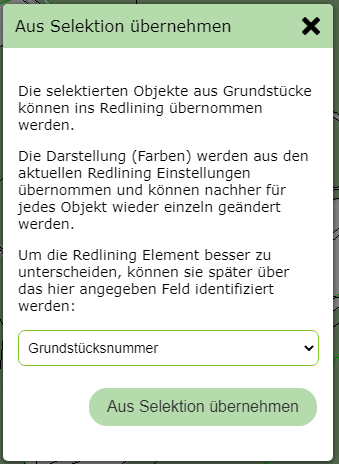 Aus Selektion übernehmen
Die selektierten Objekte aus Grundstücke
können ins Redlining übernommen
werden.
Die Darstellung (Farben) werden aus den
aktuellen Redlining Einstellungen
übernommen und können nachher für
jedes Objekt wieder einzeln geändert
werden.
Um die Redlining Element besser zu
unterscheiden, können sie später über
das hier angegeben Feld identifiziert
werden:
Grundstücksnummer
Aus Selektion übernehmen